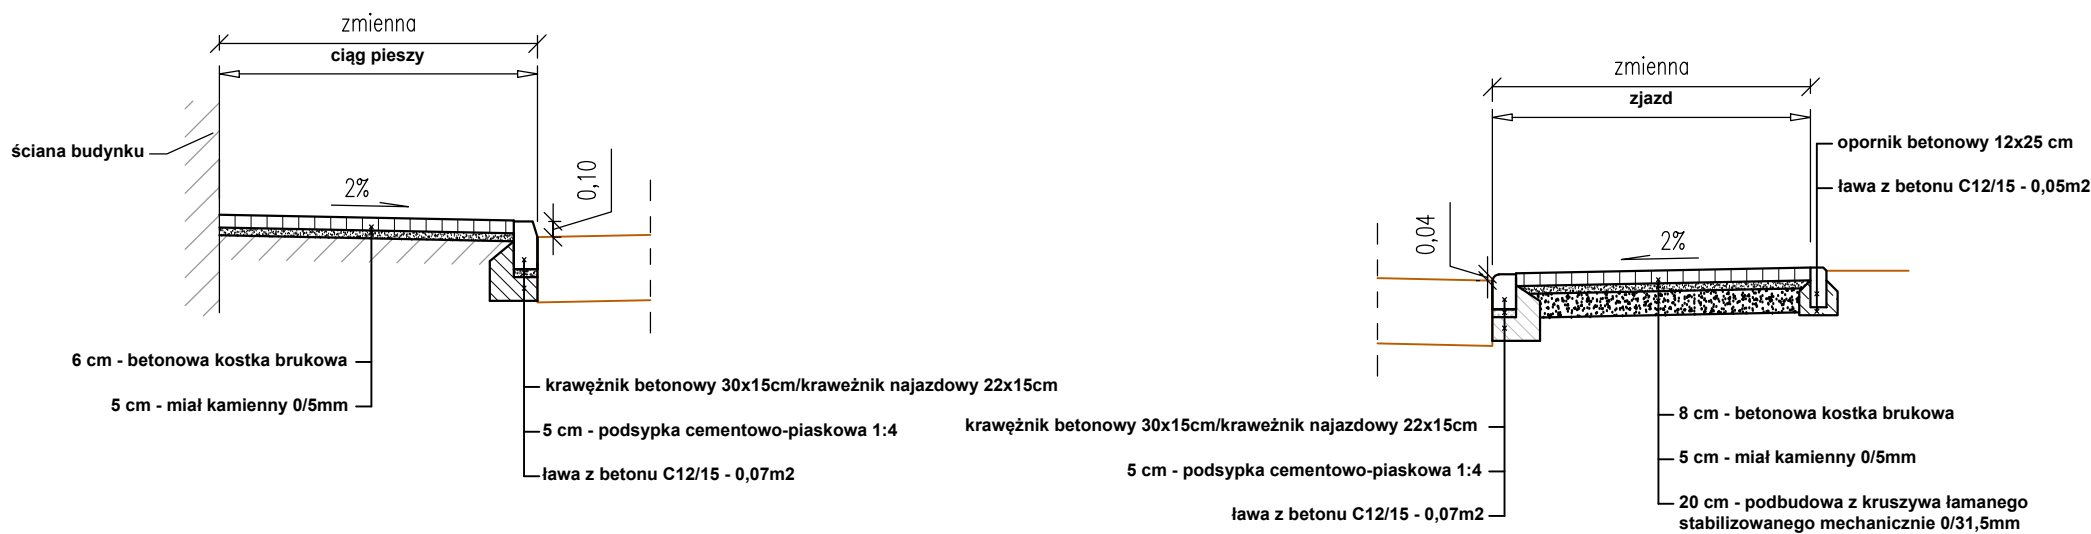 zmienna
ciąg pieszy
ściana budynku
2%
0,10
6 cm - betonowa kostka brukowa
5 cm - miał kamienny 0/5mm
krawężnik betonowy 30x15cm/kraweżnik najazdowy 22x15cm
5 cm - podsypka cementowo-piaskowa 1:4
ława z betonu C12/15 - 0,07m2
zmienna
zjazd
opornik betonowy 12x25 cm
ława z betonu C12/15 - 0,05m2
0,04
2%
krawężnik betonowy 30x15cm/kraweżnik najazdowy 22x15cm
5 cm - podsypka cementowo-piaskowa 1:4
ława z betonu C12/15 - 0,07m2
8 cm - betonowa kostka brukowa
5 cm - miał kamienny 0/5mm
20 cm - podbudowa z kruszywa łamanego
stabilizowanego mechanicznie 0/31,5mm